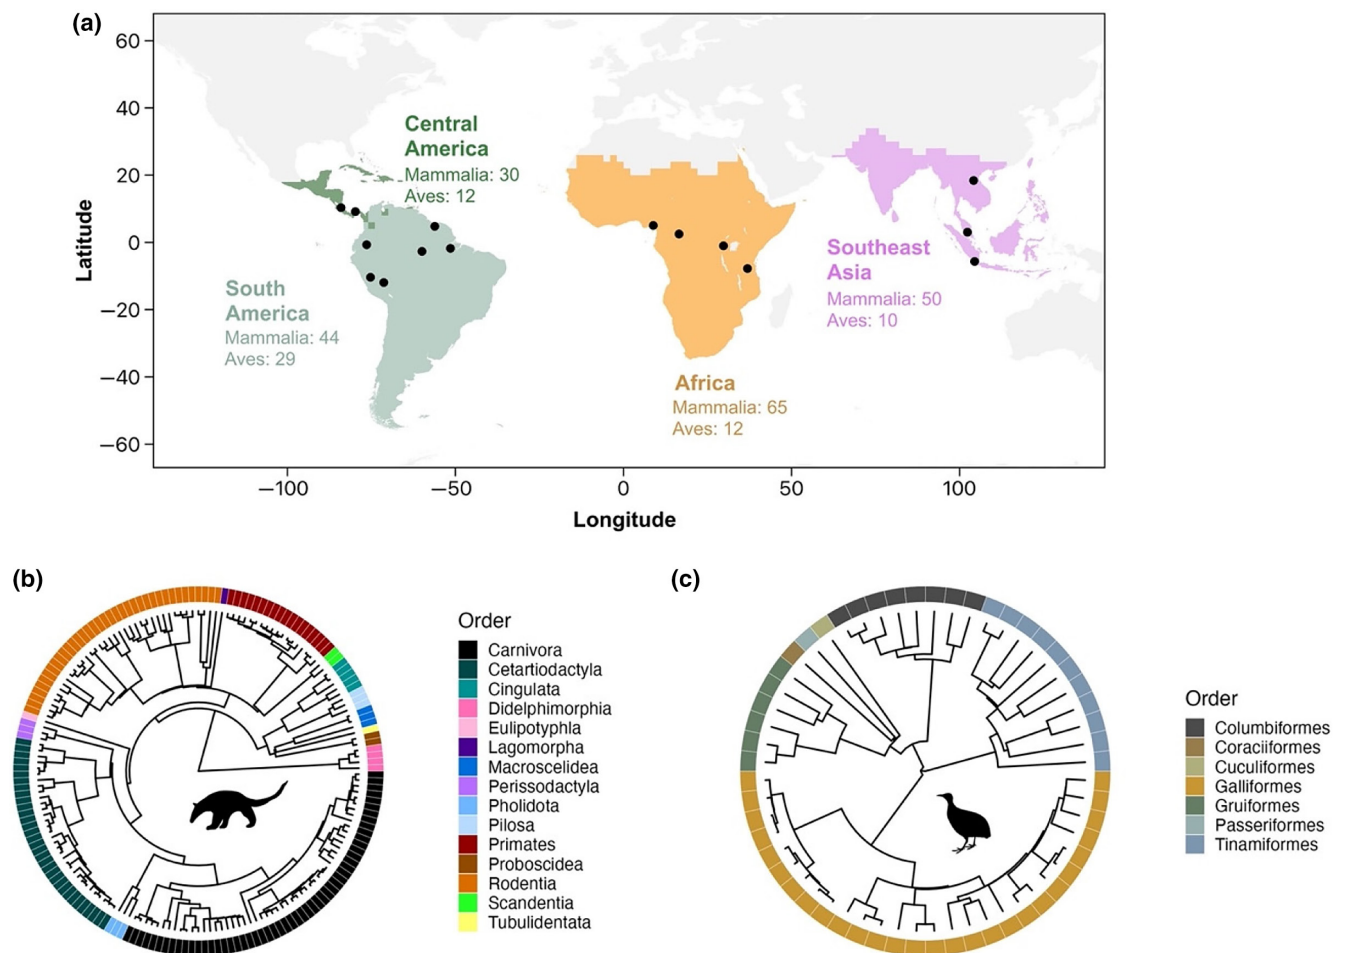 (a)
60
40
20
0
−20
−40
−60
Latitude
Central
America
Mammalia: 30
Aves: 12
South
America
Mammalia: 44
Aves: 29
Southeast
Asia
Mammalia: 50
Aves: 10
Africa
Mammalia: 65
Aves: 12
−100
−50
0
50
100
Longitude
(b)
Order
Carnivora
Cetartiodactyla
Cingulata
Didelphimorphia
Eulipotyphla
Lagomorpha
Macroscelidea
Perissodactyla
Pholidota
Pilosa
Primates
Proboscidea
Rodentia
Scandentia
Tubulidentata
(c)
Order
Columbiformes
Coraciiformes
Cuculiformes
Galliformes
Gruiformes
Passeriformes
Tinamiformes